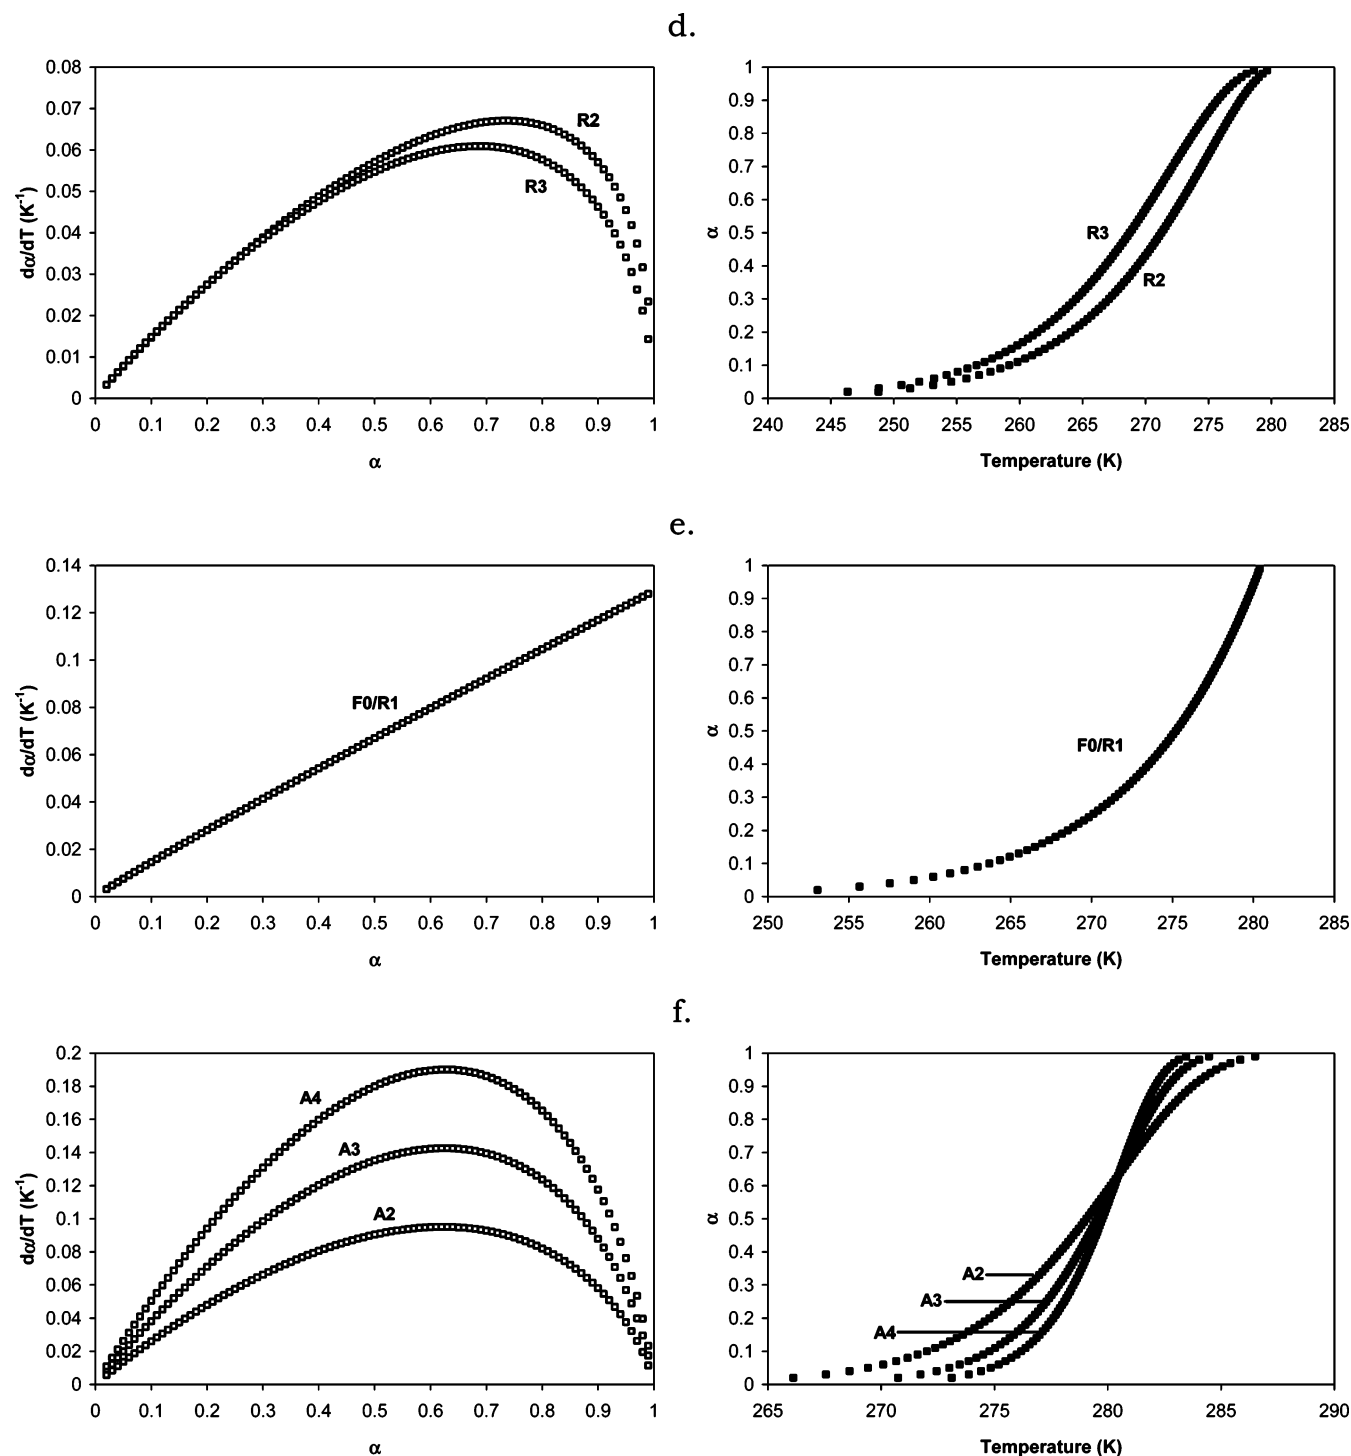 d.
0.08
0.07
0.06
0.05
0.04
0.03
0.02
0.01
0
dα/dT (K⁻¹)
R2
R3
0 0.1 0.2 0.3 0.4 0.5 0.6 0.7 0.8 0.9 1
α
1
0.9
0.8
0.7
0.6
0.5
0.4
0.3
0.2
0.1
0
α
R3
R2
240 245 250 255 260 265 270 275 280 285
Temperature (K)
e.
0.14
0.12
0.1
0.08
0.06
0.04
0.02
0
dα/dT (K⁻¹)
F0/R1
0 0.1 0.2 0.3 0.4 0.5 0.6 0.7 0.8 0.9 1
α
1
0.9
0.8
0.7
0.6
0.5
0.4
0.3
0.2
0.1
0
α
F0/R1
250 255 260 265 270 275 280 285
Temperature (K)
f.
0.2
0.18
0.16
0.14
0.12
0.1
0.08
0.06
0.04
0.02
0
dα/dT (K⁻¹)
A4
A3
A2
0 0.1 0.2 0.3 0.4 0.5 0.6 0.7 0.8 0.9 1
α
1
0.9
0.8
0.7
0.6
0.5
0.4
0.3
0.2
0.1
0
α
A2
A3
A4
265 270 275 280 285 290
Temperature (K)